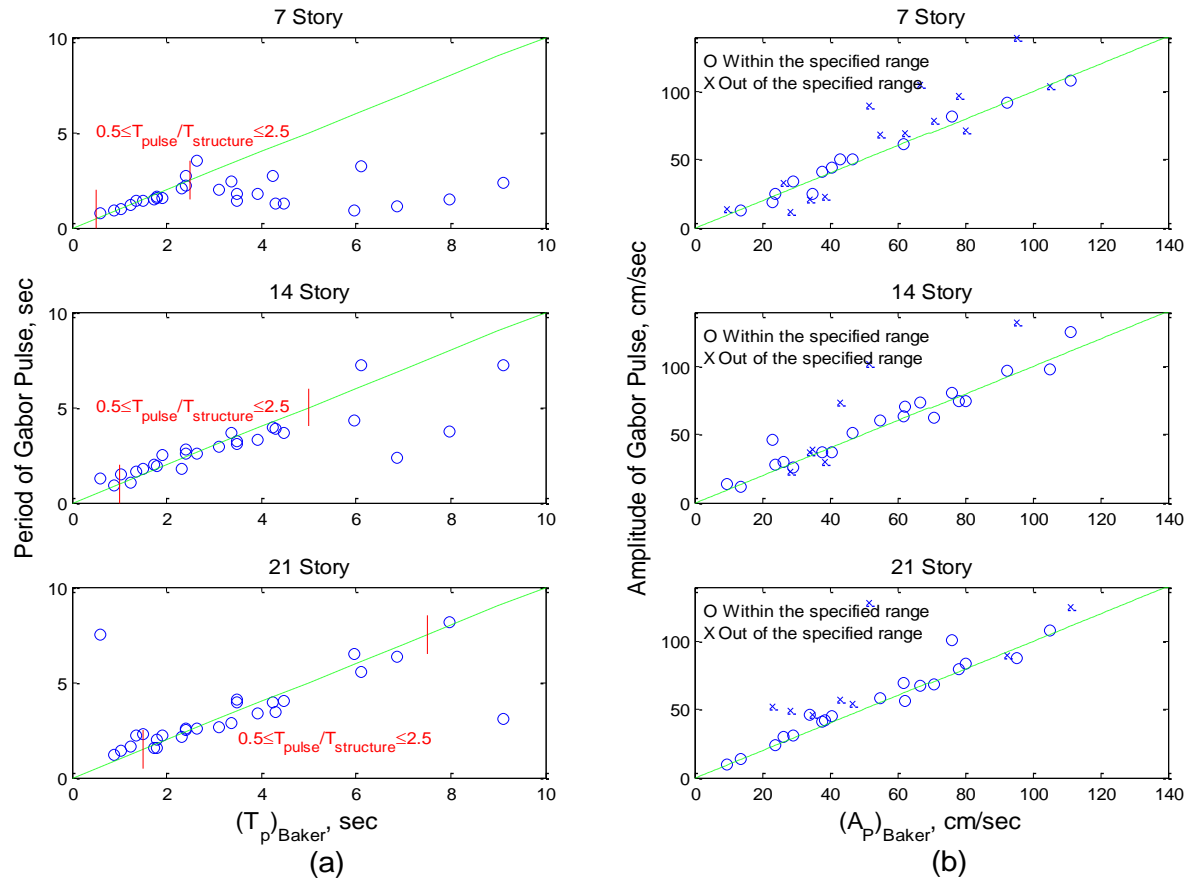 7 Story
10
5
0
0 2 4 6 8 10
0.5≤T_pulse/T_structure≤2.5
14 Story
10
5
0
0 2 4 6 8 10
0.5≤T_pulse/T_structure≤2.5
21 Story
10
5
0
0 2 4 6 8 10
0.5≤T_pulse/T_structure≤2.5
Period of Gabor Pulse, sec
(T_p)_Baker, sec
(a)
7 Story
O Within the specified range
X Out of the specified range
100
50
0
0 20 40 60 80 100 120 140
14 Story
O Within the specified range
X Out of the specified range
100
50
0
0 20 40 60 80 100 120 140
21 Story
O Within the specified range
X Out of the specified range
100
50
0
0 20 40 60 80 100 120 140
Amplitude of Gabor Pulse, cm/sec
(A_P)_Baker, cm/sec
(b)